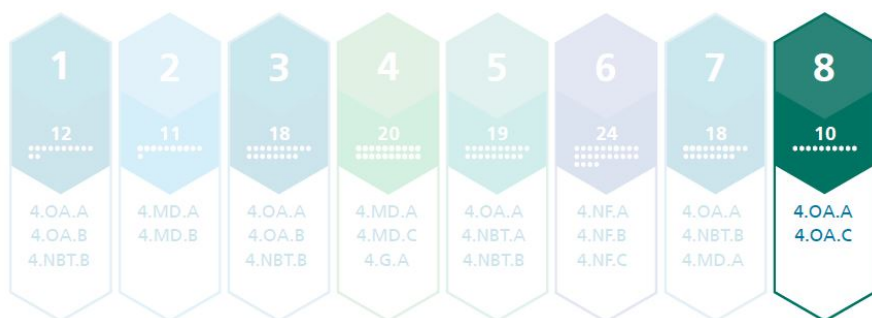 1 2 3 4 5 6 7 8
12 11 18 20 19 24 18 10
4.OA.A 4.MD.A 4.OA.A 4.MD.A 4.OA.A 4.NF.A 4.OA.A 4.OA.A
4.OA.B 4.MD.B 4.OA.B 4.MD.C 4.NBT.A 4.NF.B 4.NBT.B 4.OA.C
4.NBT.B 4.NBT.B 4.G.A 4.NBT.B 4.NF.C 4.MD.A